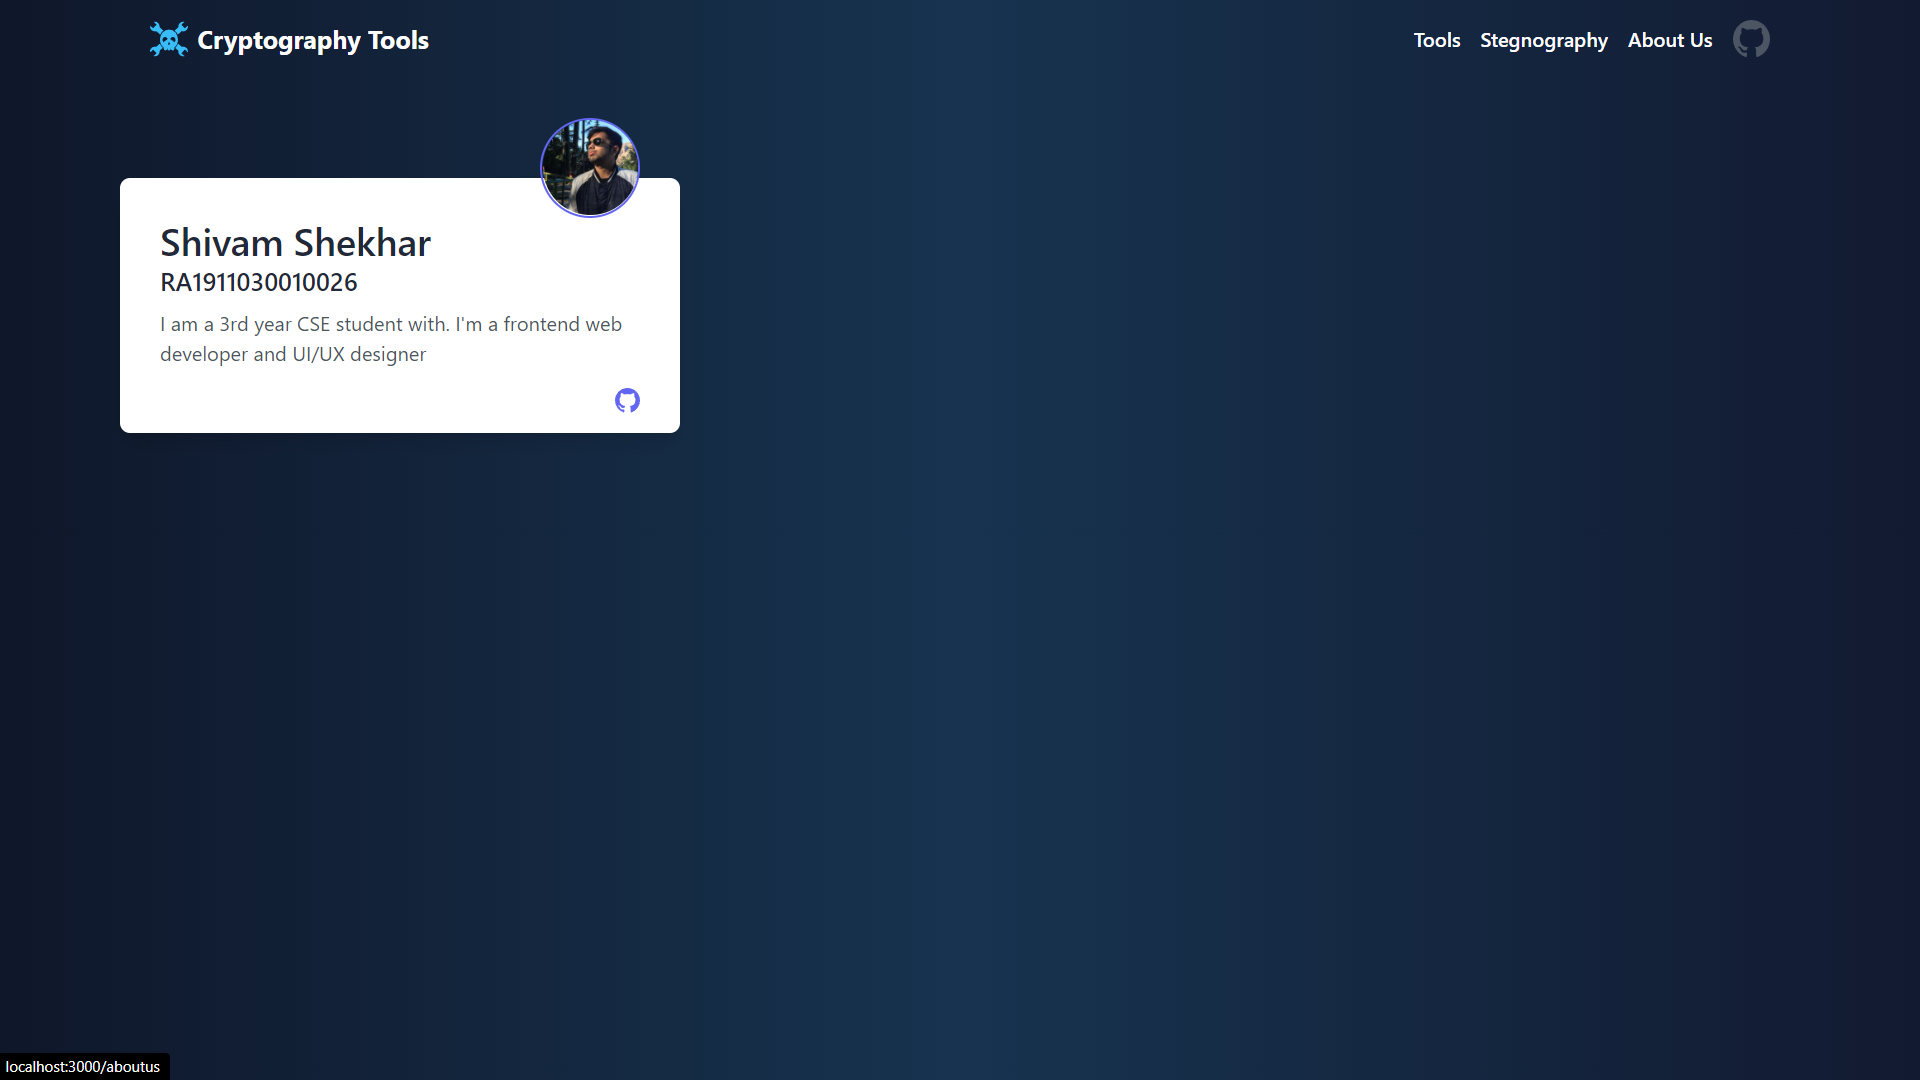 Cryptography Tools
Tools Stegnography About Us
Shivam Shekhar
RA1911030010026
I am a 3rd year CSE student with. I'm a frontend web
developer and UI/UX designer
localhost:3000/aboutus